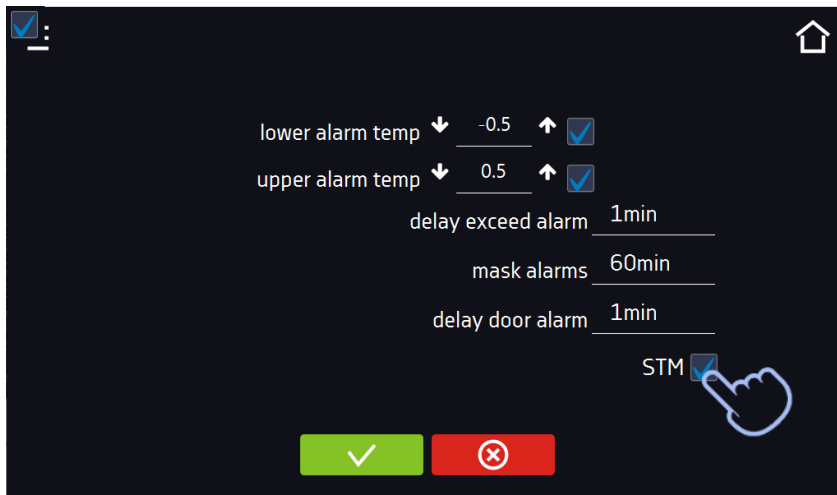 :
lower alarm temp -0.5
upper alarm temp 0.5
delay exceed alarm 1min
mask alarms 60min
delay door alarm 1min
STM